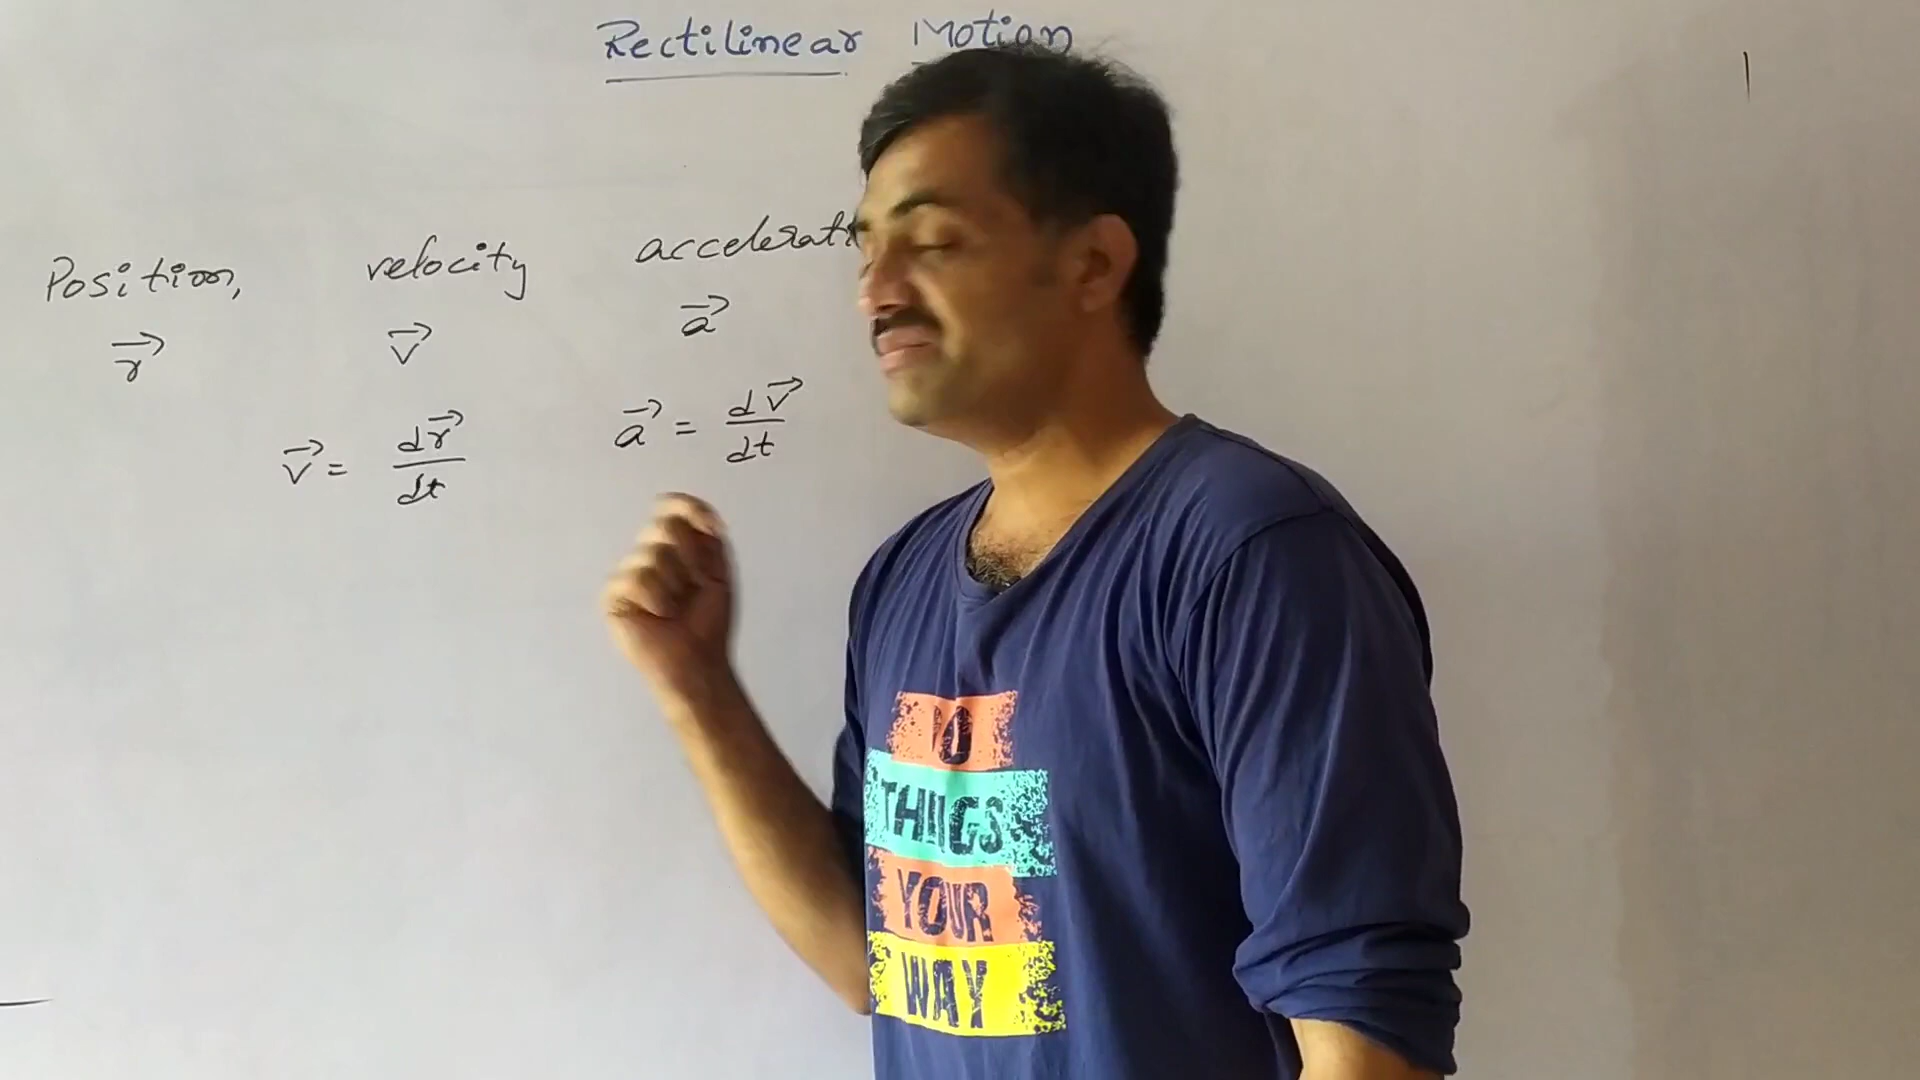 Rectilinear Motion
Position, velocity accelerati
r⃗ v⃗ a⃗
v⃗ = dr⃗/dt a⃗ = dv⃗/dt
DO
THINGS
YOUR
WAY